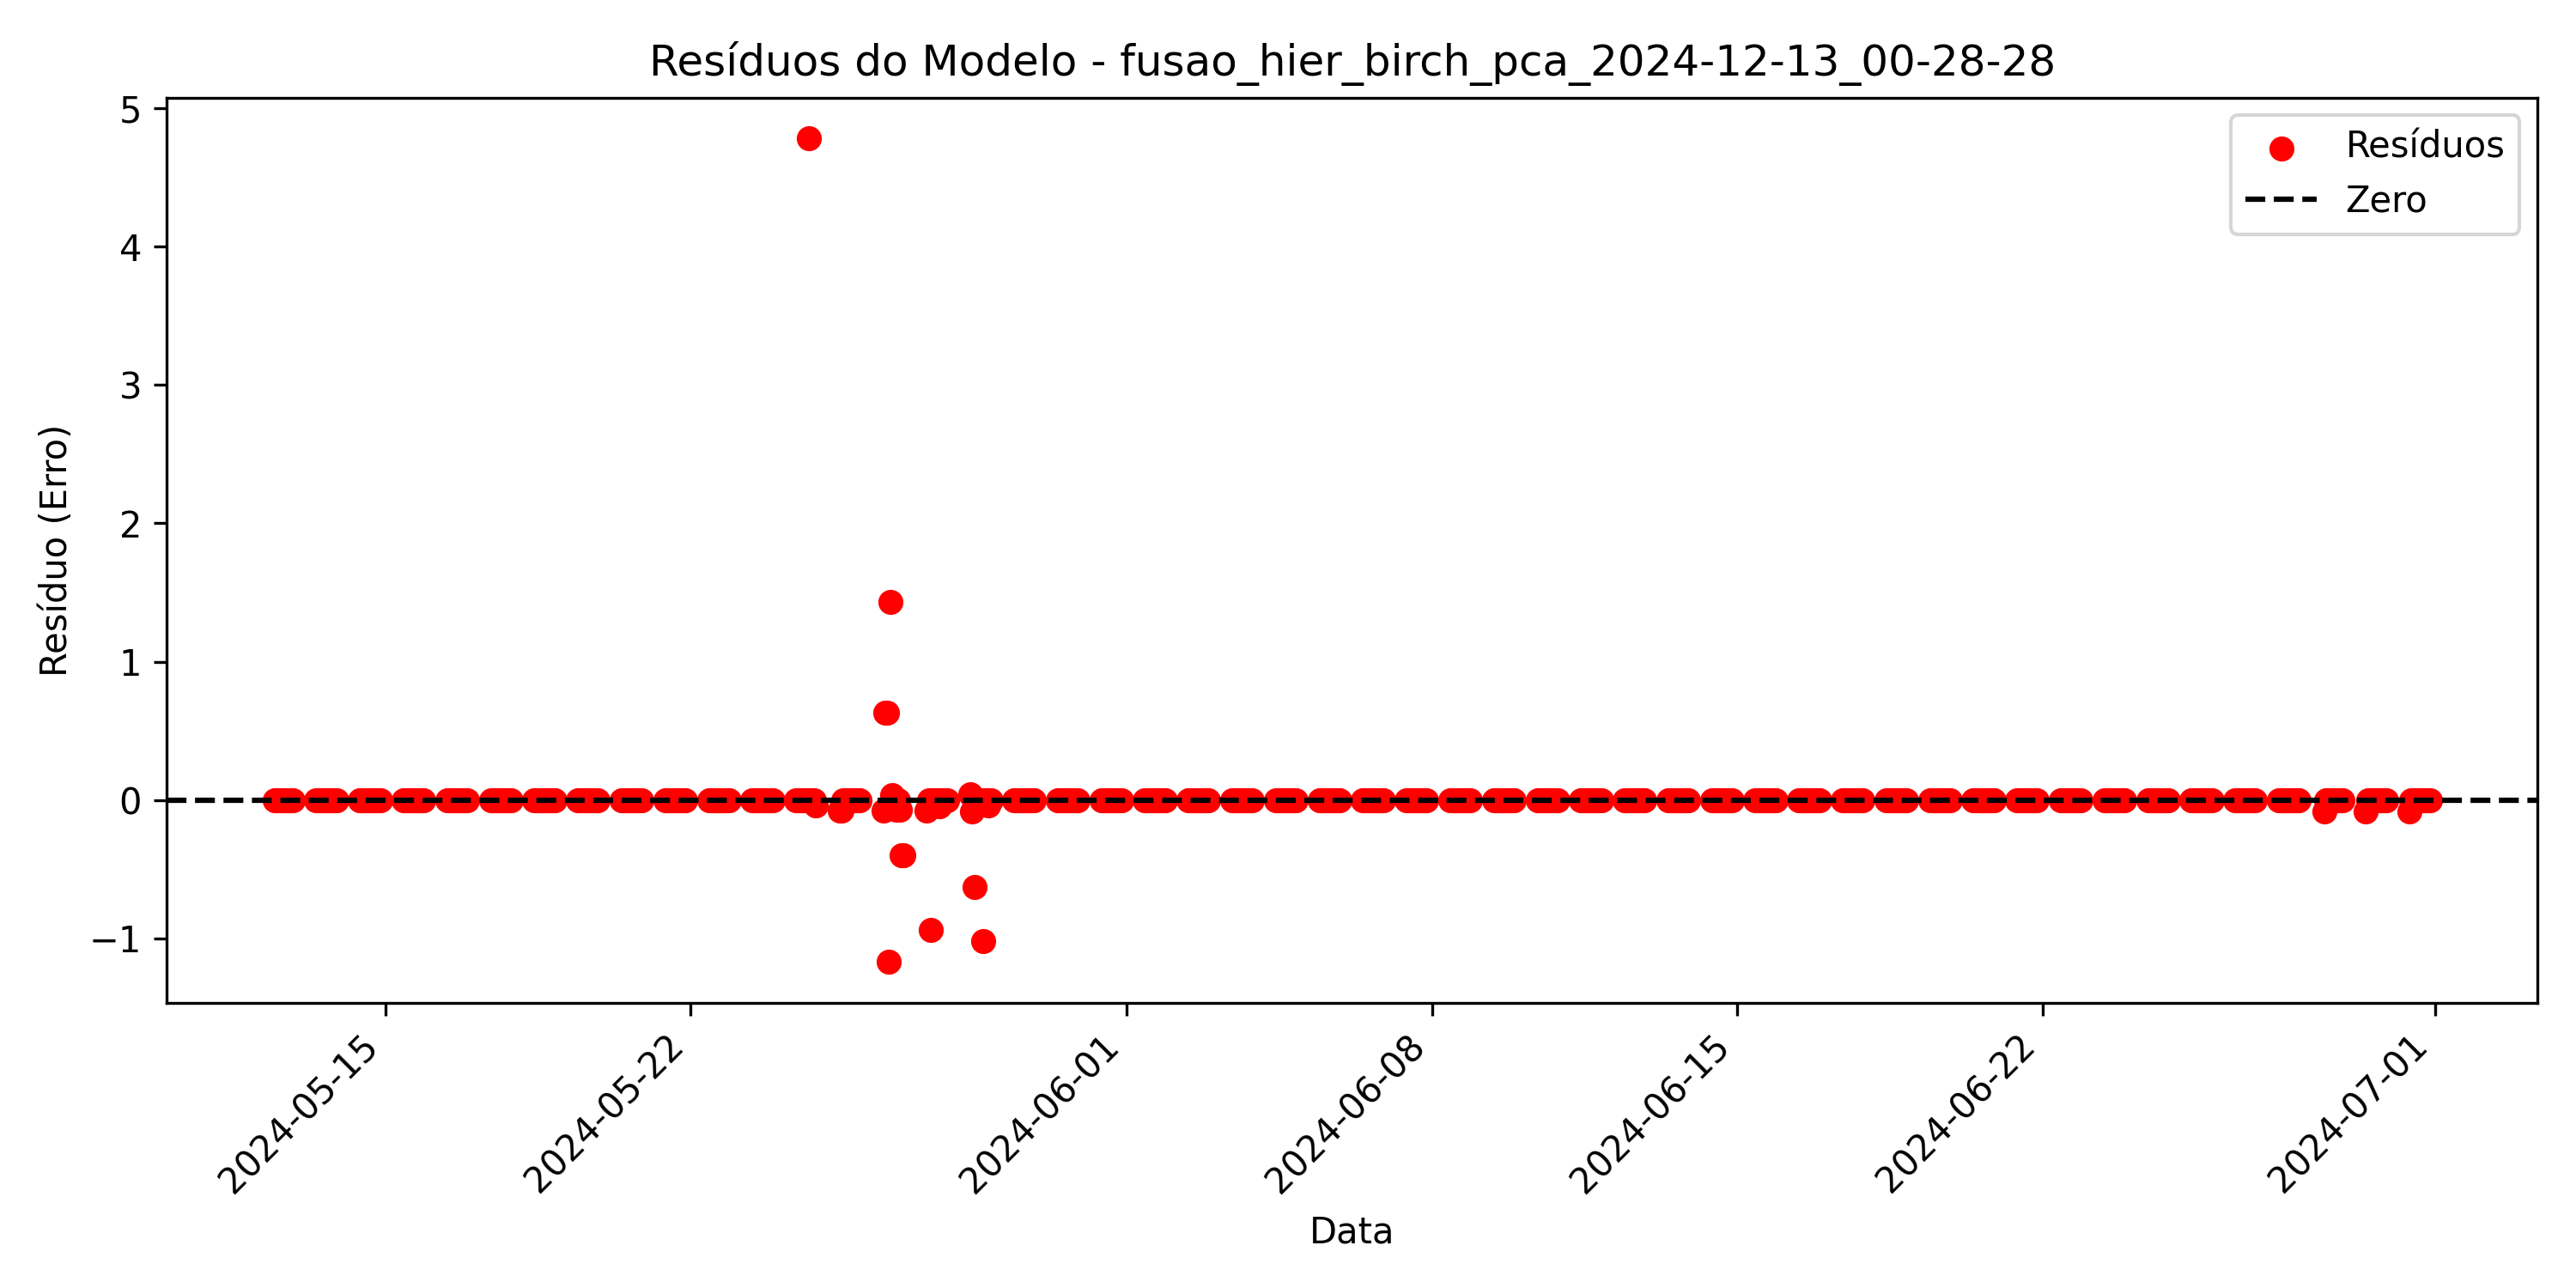 Resíduos do Modelo - fusao_hier_birch_pca_2024-12-13_00-28-28
Resíduos
Zero
Resíduo (Erro)
5
4
3
2
1
0
−1
2024-05-15
2024-05-22
2024-06-01
2024-06-08
2024-06-15
2024-06-22
2024-07-01
Data